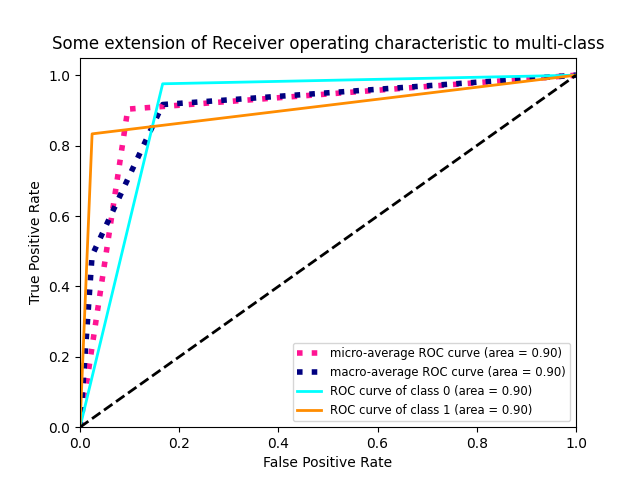 Some extension of Receiver operating characteristic to multi-class
1.0
0.8
0.6
0.4
0.2
0.0
True Positive Rate
micro-average ROC curve (area = 0.90)
macro-average ROC curve (area = 0.90)
ROC curve of class 0 (area = 0.90)
ROC curve of class 1 (area = 0.90)
0.0 0.2 0.4 0.6 0.8 1.0
False Positive Rate